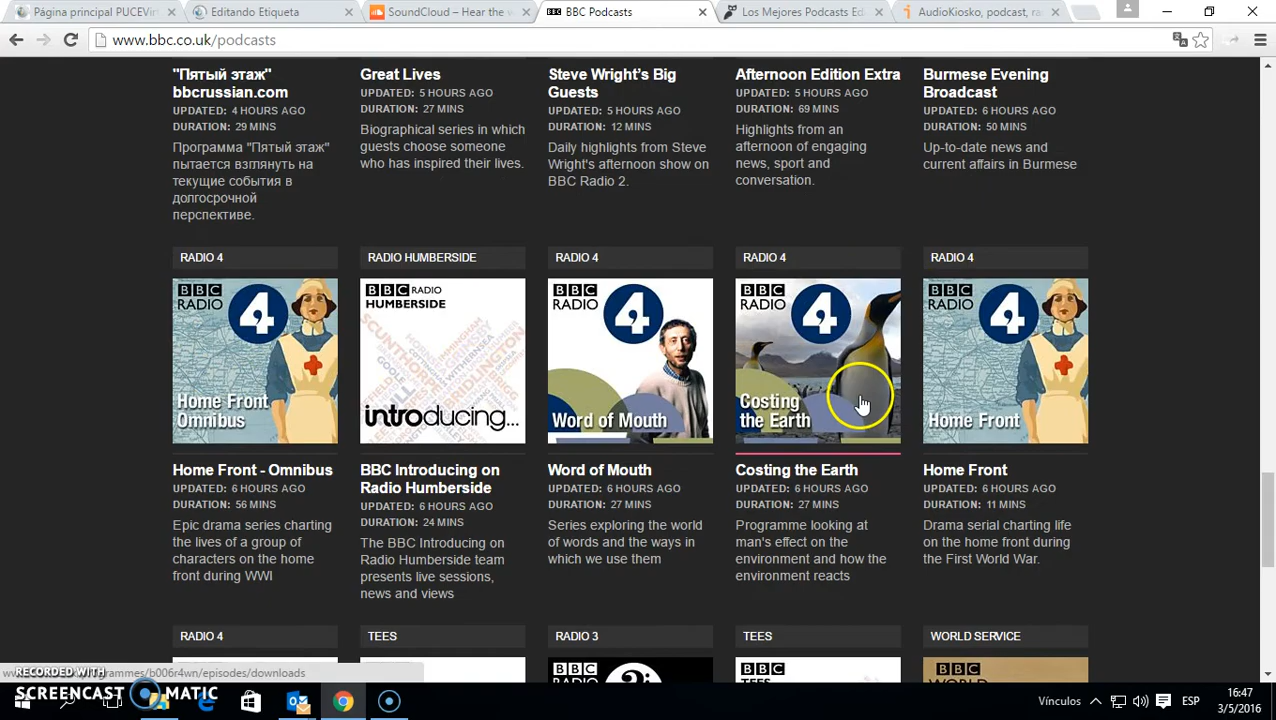 Página principal PUCEVirt
Editando Etiqueta
SoundCloud – Hear the w
BBC Podcasts
Los Mejores Podcasts Edi
AudioKiosko, podcast, ra
www.bbc.co.uk/podcasts
"Пятый этаж"
bbcrussian.com
UPDATED: 4 HOURS AGO
DURATION: 29 MINS
Программа "Пятый этаж"
пытается взглянуть на
текущие события в
долгосрочной
перспективе.
Great Lives
UPDATED: 5 HOURS AGO
DURATION: 27 MINS
Biographical series in which
guests choose someone
who has inspired their lives.
Steve Wright's Big
Guests
UPDATED: 5 HOURS AGO
DURATION: 12 MINS
Daily highlights from Steve
Wright's afternoon show on
BBC Radio 2.
Afternoon Edition Extra
UPDATED: 5 HOURS AGO
DURATION: 69 MINS
Highlights from an
afternoon of engaging
news, sport and
conversation.
Burmese Evening
Broadcast
UPDATED: 6 HOURS AGO
DURATION: 50 MINS
Up-to-date news and
current affairs in Burmese
RADIO 4
BBC
RADIO
4
Home Front
Omnibus
Home Front - Omnibus
UPDATED: 6 HOURS AGO
DURATION: 56 MINS
Epic drama series charting
the lives of a group of
characters on the home
front during WWI
RADIO HUMBERSIDE
BBC RADIO
HUMBERSIDE
introducing...
BBC Introducing on
Radio Humberside
UPDATED: 6 HOURS AGO
DURATION: 24 MINS
The BBC Introducing on
Radio Humberside team
presents live sessions,
news and views
RADIO 4
BBC
RADIO
4
Word of Mouth
Word of Mouth
UPDATED: 6 HOURS AGO
DURATION: 27 MINS
Series exploring the world
of words and the ways in
which we use them
RADIO 4
BBC
RADIO
4
Costing
the Earth
Costing the Earth
UPDATED: 6 HOURS AGO
DURATION: 27 MINS
Programme looking at
man's effect on the
environment and how the
environment reacts
RADIO 4
BBC
RADIO
4
Home Front
Home Front
UPDATED: 6 HOURS AGO
DURATION: 11 MINS
Drama serial charting life
on the home front during
the First World War.
RADIO 4
TEES
RADIO 3
BBC
RADIO
TEES
BBC
TEES
WORLD SERVICE
BBC
WORLD
rammes/b006r4wn/episodes/downloads
RECORDED WITH
SCREENCAST MATIC
Vínculos
ESP
16:47
3/5/2016